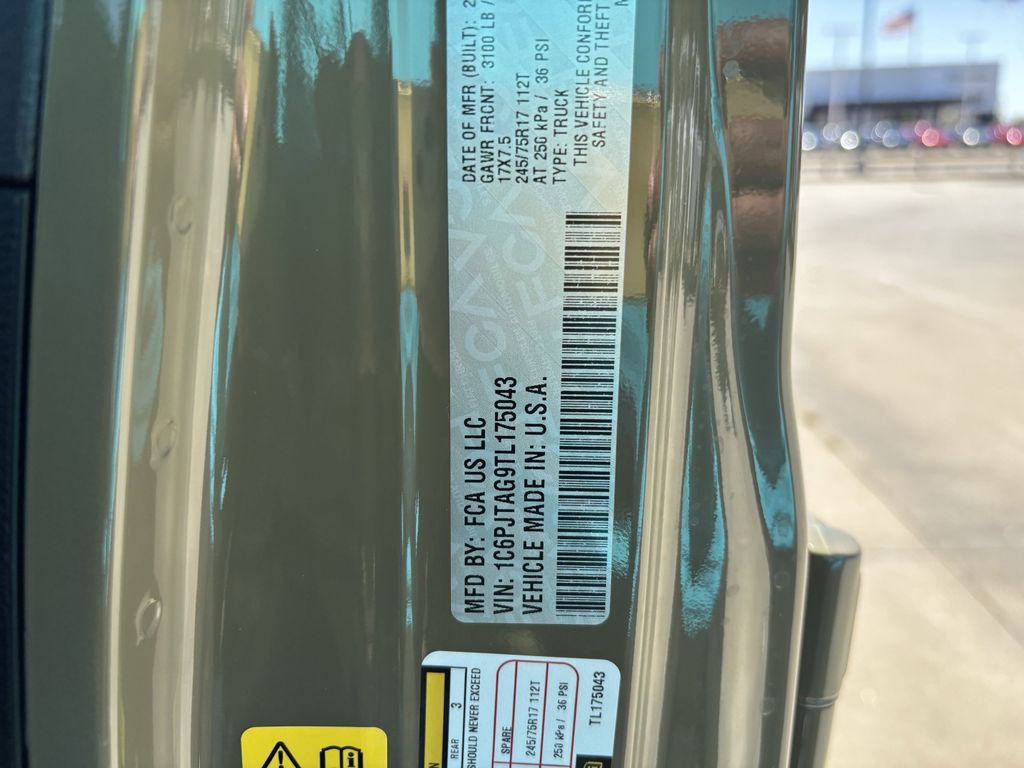 MFD BY: FCA US LLC
VIN: 1C6PJTAG9TL175043
VEHICLE MADE IN: U.S.A.
DATE OF MFR (BUILT): 2
GAWR FRONT: 3100 LB /
17X7.5
245/75R17 112T
AT 250 kPa / 36 PSI
TYPE: TRUCK
THIS VEHICLE CONFOR
SAFETY AND THEFT
REAR 3
SHOULD NEVER EXCEED
SPARE
245/75R17 112T
250 kPa / 36 PSI
TL175043